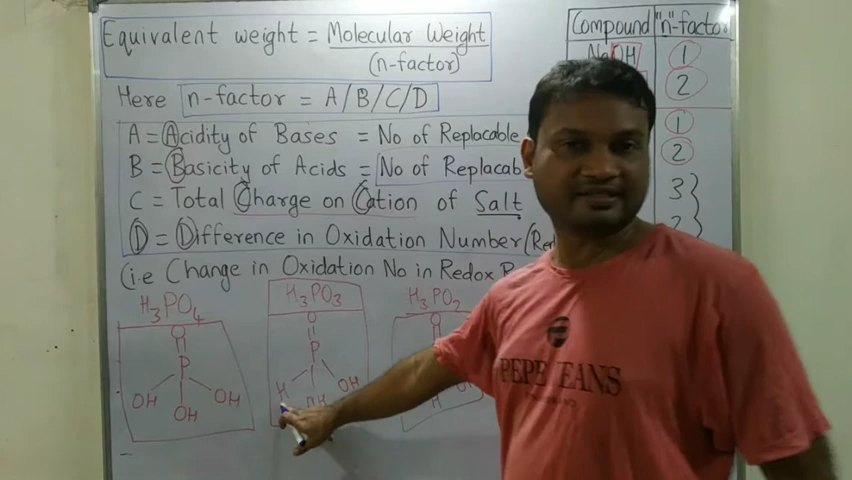 Equivalent weight = Molecular Weight
(n-factor)
Here n-factor = A/B/C/D
A = Acidity of Bases = No of Replacable
B = Basicity of Acids = No of Replacab
C = Total Charge on Cation of Salt
D = Difference in Oxidation Number (Re
(i.e Change in Oxidation No in Redox R
Compound "n"-factor
NaOH 1
2
1
2
3
H3PO4 H3PO3 H3PO2
O O O
P P
OH OH OH
H OH OH
H
PEPE JEANS